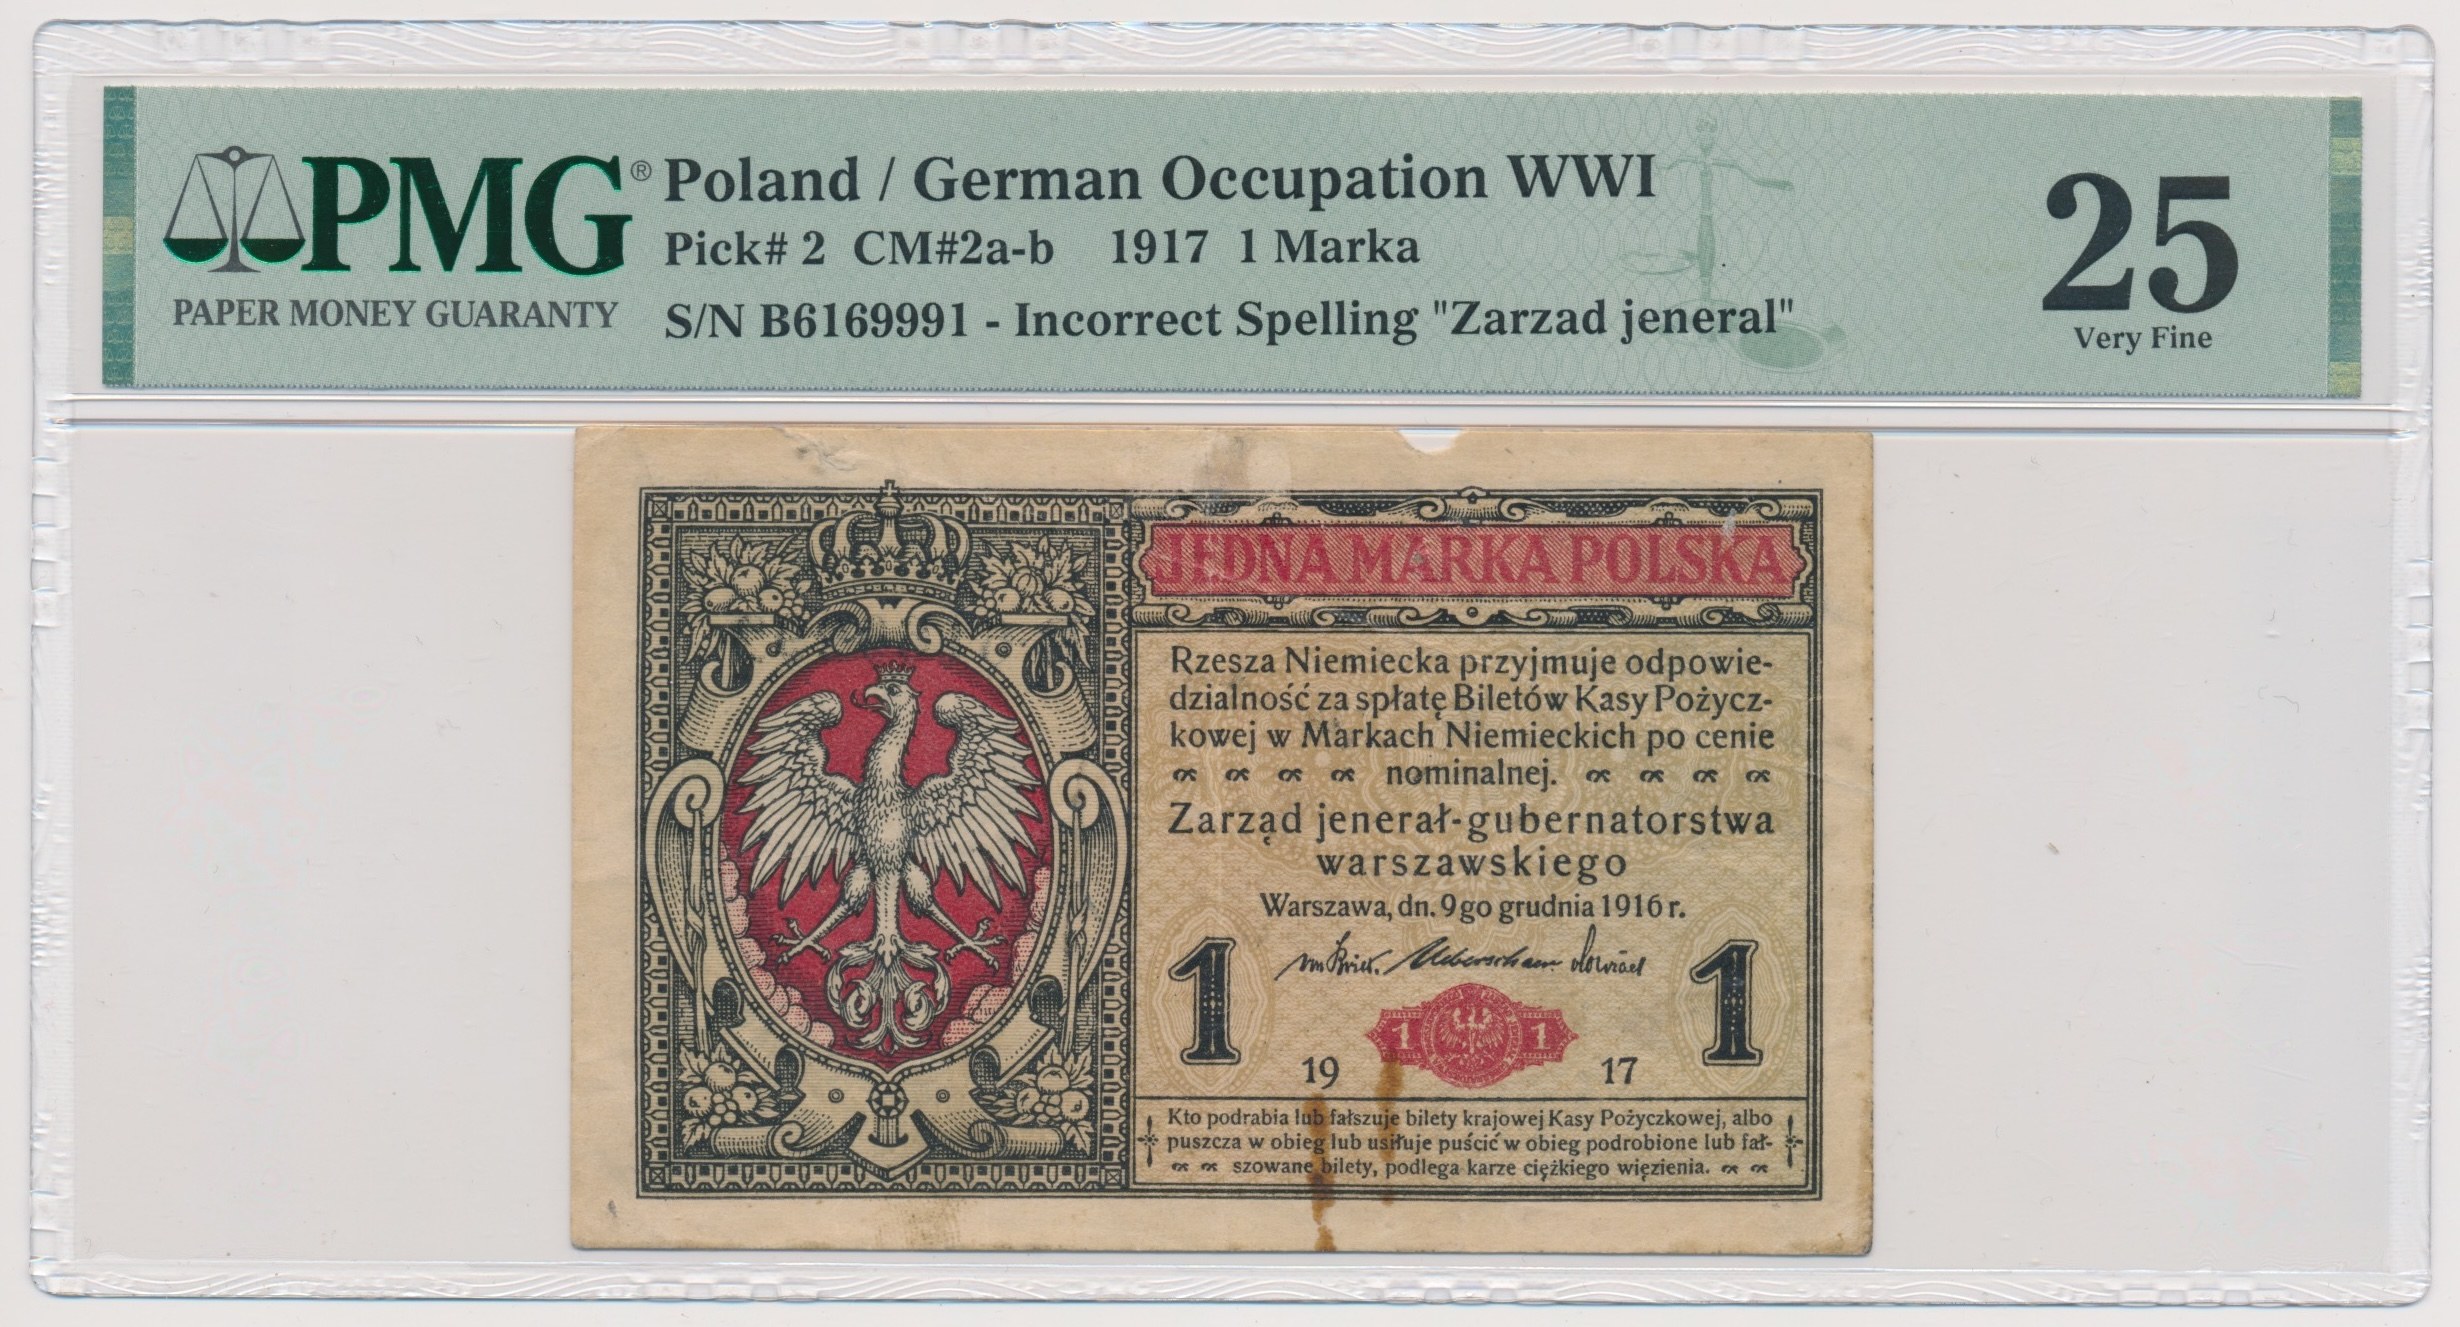 PMG® Poland / German Occupation WWI
Pick# 2 CM#2a-b 1917 1 Marka
PAPER MONEY GUARANTY
S/N B6169991 - Incorrect Spelling "Zarzad jeneral"
25
Very Fine
JEDNA MARKA POLSKA
Rzesza Niemiecka przyjmuje odpowie-
dzialność za spłatę Biletów Kasy Pożycz-
kowej w Markach Niemieckich po cenie
nominalnej.
Zarząd jenerał-gubernatorstwa
warszawskiego
Warszawa, dn. 9go grudnia 1916 r.
1 1
1 1
19 17
Kto podrabia lub fałszuje bilety krajowej Kasy Pożyczkowej, albo
puszcza w obieg lub usiłuje puścić w obieg podrobione lub fał-
szowane bilety, podlega karze ciężkiego więzienia.